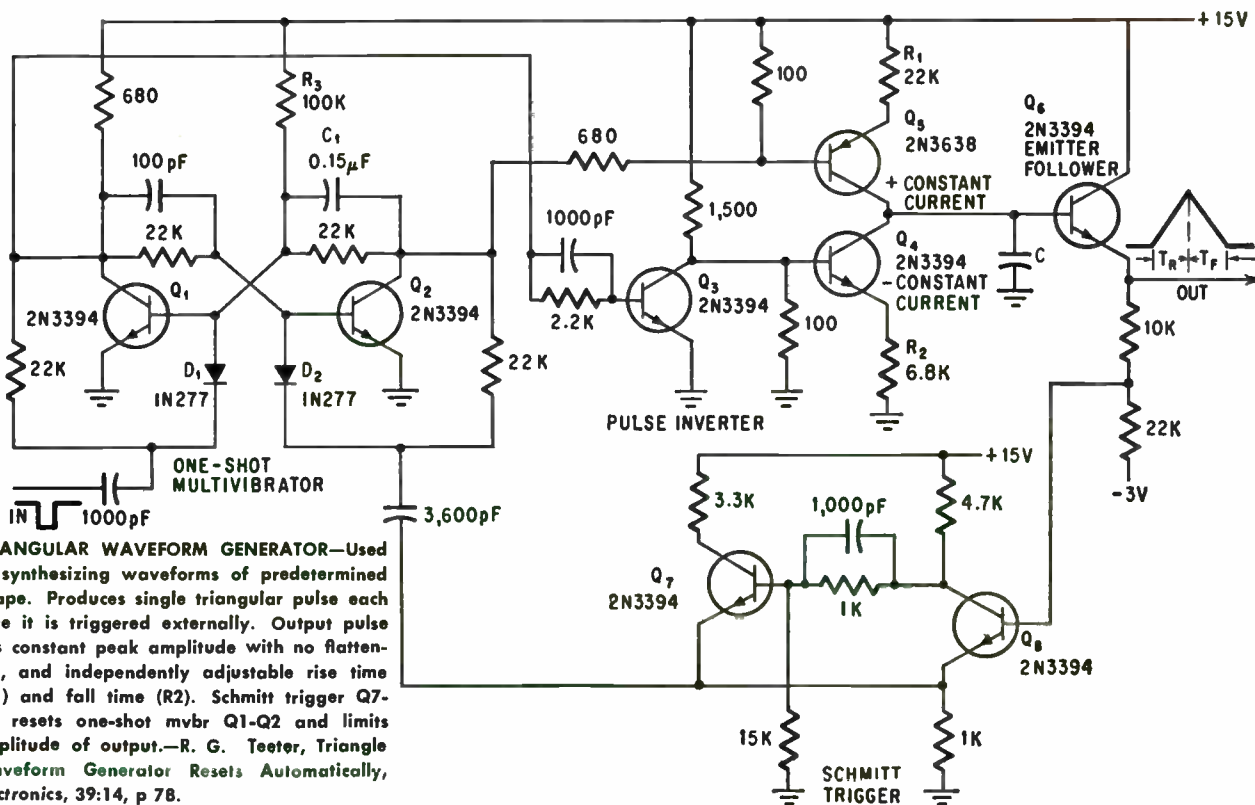 +15V
680
R3
100K
C1
0.15µF
100pF
22K
22K
Q1
2N3394
Q2
2N3394
22K
D1
IN277
D2
IN277
22K
ONE-SHOT
MULTIVIBRATOR
IN
1000pF
3,600pF
680
100
R1
22K
Q5
2N3638
+ CONSTANT
CURRENT
1,500
1000pF
2.2K
Q3
2N3394
100
Q4
2N3394
-CONSTANT
CURRENT
R2
6.8K
PULSE INVERTER
Q6
2N3394
EMITTER
FOLLOWER
C
TR
TF
OUT
10K
22K
-3V
+15V
3.3K
1,000pF
4.7K
Q7
2N3394
1K
Q8
2N3394
15K
1K
SCHMITT
TRIGGER
ANGULAR WAVEFORM GENERATOR—Used
synthesizing waveforms of predetermined
ape. Produces single triangular pulse each
e it is triggered externally. Output pulse
s constant peak amplitude with no flatten-
, and independently adjustable rise time
) and fall time (R2). Schmitt trigger Q7-
resets one-shot mvbr Q1-Q2 and limits
plitude of output.—R. G. Teeter, Triangle
aveform Generator Resets Automatically,
ctronics, 39:14, p 78.